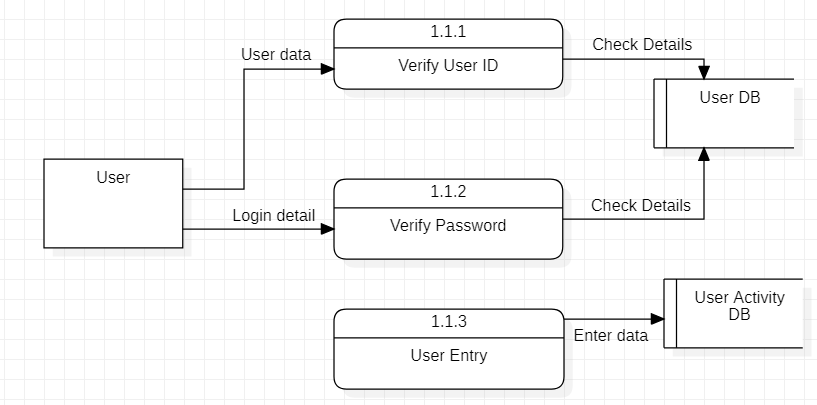 1.1.1
User data
Check Details
Verify User ID
User DB
User
1.1.2
Login detail
Check Details
Verify Password
User Activity
DB
1.1.3
Enter data
User Entry